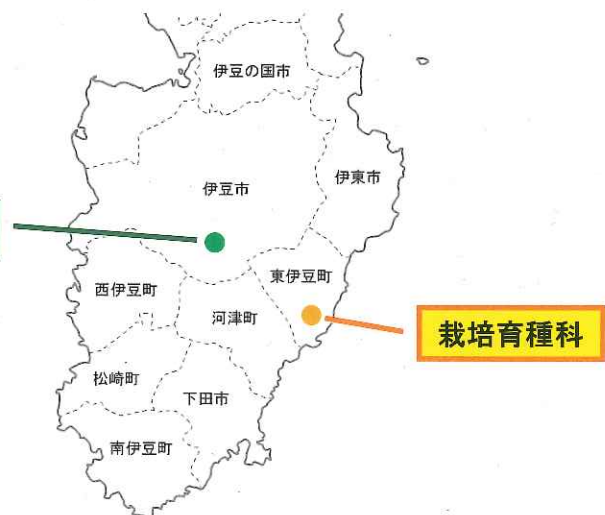 伊豆の国市
伊豆市
伊東市
東伊豆町
西伊豆町
河津町
栽培育種科
松崎町
下田市
南伊豆町